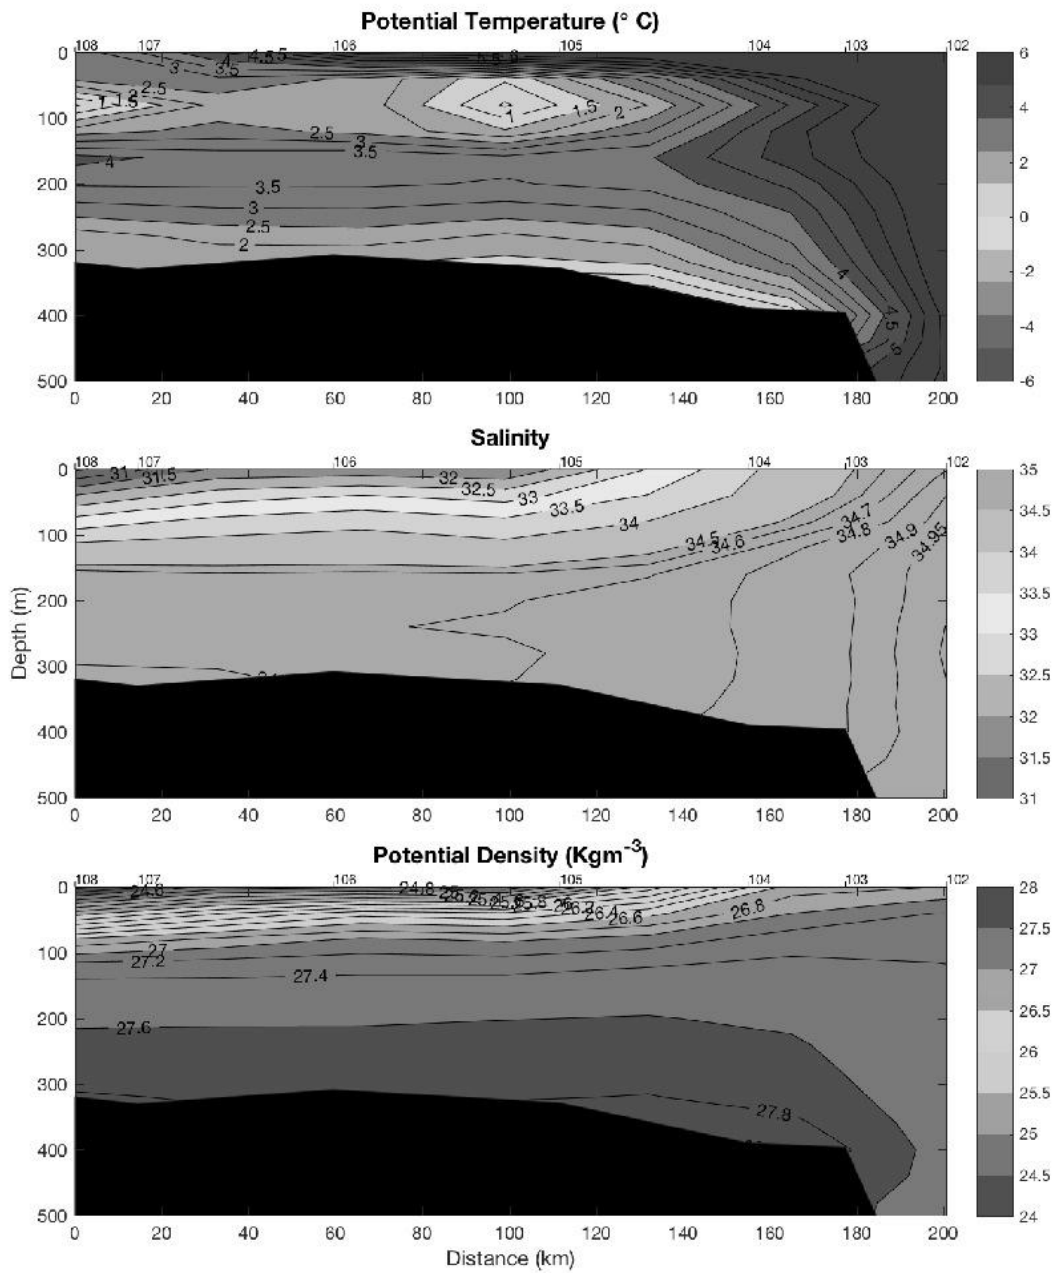 Potential Temperature (° C)
108 107 106 105 104 103 102
0 100 200 300 400 500
4 4.5 5 3 3.5 2.5 1.5 1 1 1.5 2
2.5 3 3.5 4 3.5 3 2.5 2 4 4.5
6 4 2 0 -2 -4 -6
0 20 40 60 80 100 120 140 160 180 200
Salinity
108 107 106 105 104 103 102
0 100 200 300 400 500
31 31.5 32 32.5 33 33.5 34 34.5 34.6 34.7 34.8 34.9 34.95
35 34.5 34 33.5 33 32.5 32 31.5 31
Depth (m)
0 20 40 60 80 100 120 140 160 180 200
Potential Density (Kgm-3)
108 107 106 105 104 103 102
0 100 200 300 400 500
24.6 24.8 26.4 26.6 26.8
27 27.2 27.4 27.6 27.8
28 27.5 27 26.5 26 25.5 25 24.5 24
0 20 40 60 80 100 120 140 160 180 200
Distance (km)